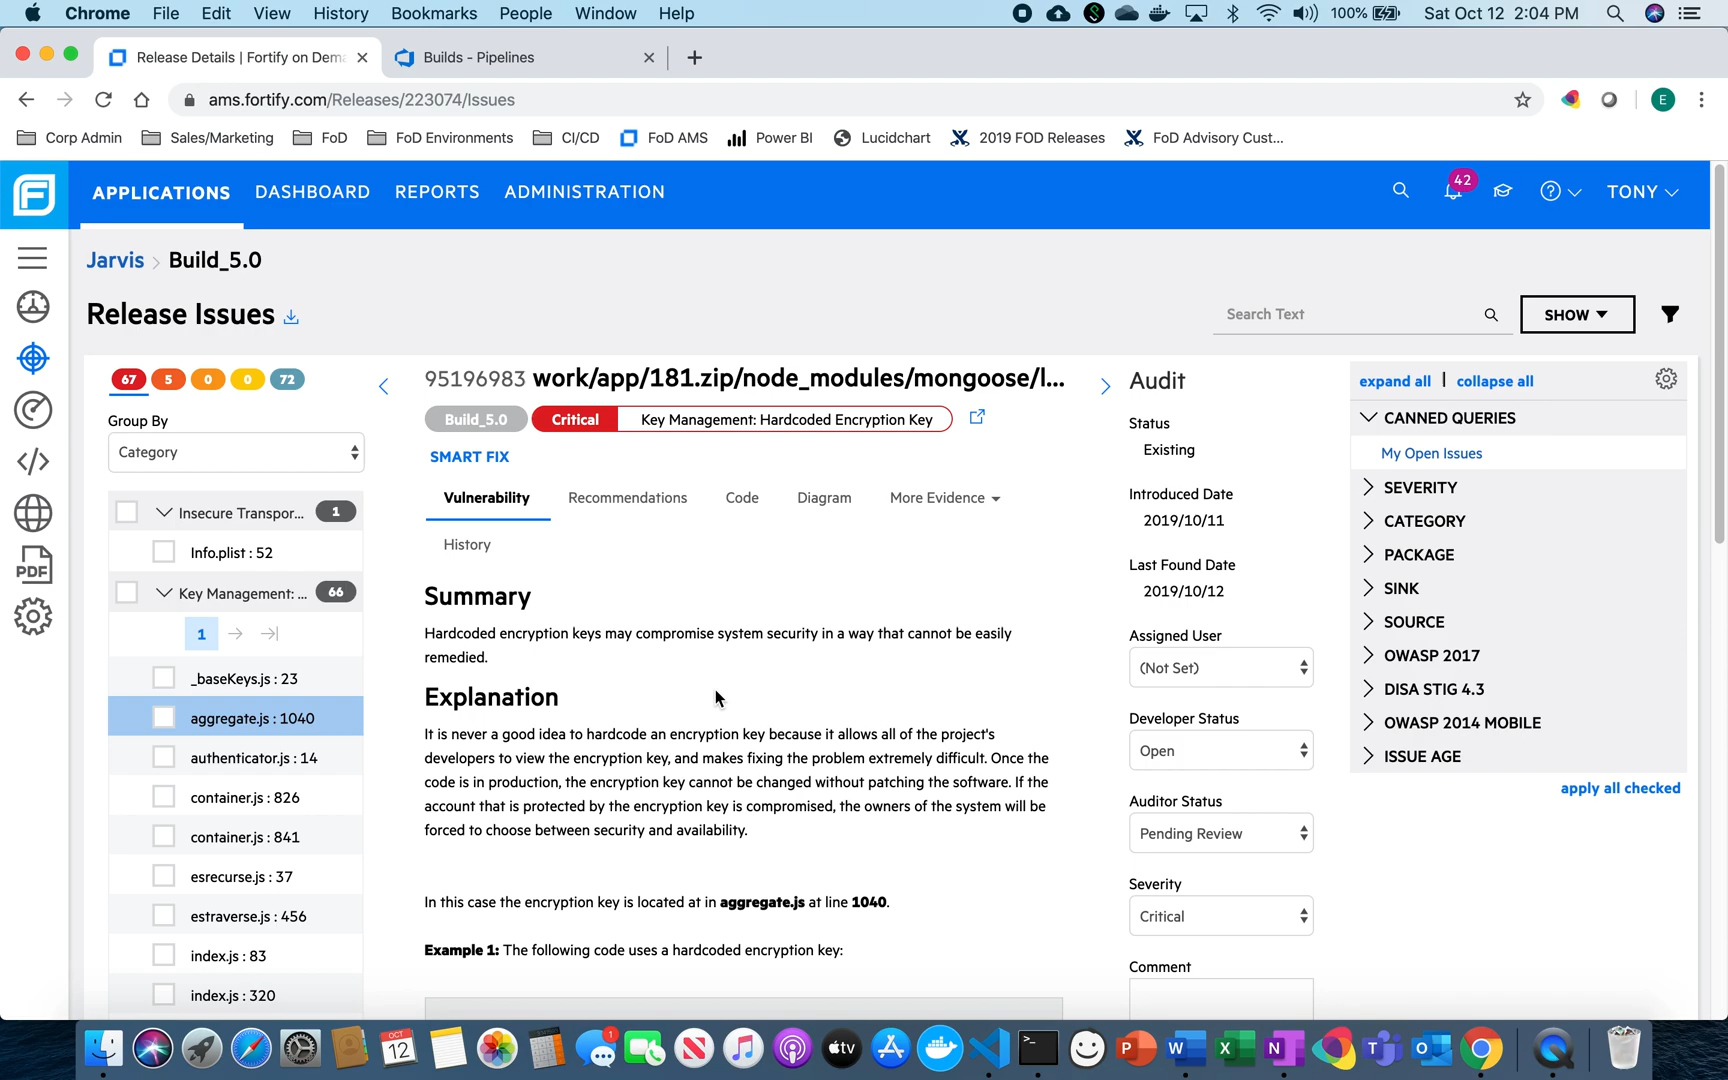 Chrome File Edit View History Bookmarks People Window Help 100% Sat Oct 12 2:04 PM
Release Details | Fortify on Dema Builds - Pipelines
ams.fortify.com/Releases/223074/Issues E
Corp Admin Sales/Marketing FoD FoD Environments CI/CD FoD AMS Power BI Lucidchart 2019 FOD Releases FoD Advisory Cust...
APPLICATIONS DASHBOARD REPORTS ADMINISTRATION 42 TONY
Jarvis > Build_5.0
Release Issues
Search Text
SHOW
67 5 0 0 72
Group By
Category
Insecure Transpor... 1
Info.plist : 52
Key Management: ... 66
1
_baseKeys.js : 23
aggregate.js : 1040
authenticator.js : 14
container.js : 826
container.js : 841
esrecurse.js : 37
estraverse.js : 456
index.js : 83
index.js : 320
PDF
95196983 work/app/181.zip/node_modules/mongoose/l...
Build_5.0 Critical Key Management: Hardcoded Encryption Key
SMART FIX
Vulnerability Recommendations Code Diagram More Evidence
History
Summary
Hardcoded encryption keys may compromise system security in a way that cannot be easily
remedied.
Explanation
It is never a good idea to hardcode an encryption key because it allows all of the project's
developers to view the encryption key, and makes fixing the problem extremely difficult. Once the
code is in production, the encryption key cannot be changed without patching the software. If the
account that is protected by the encryption key is compromised, the owners of the system will be
forced to choose between security and availability.
In this case the encryption key is located at in aggregate.js at line 1040.
Example 1: The following code uses a hardcoded encryption key:
Audit
Status
Existing
Introduced Date
2019/10/11
Last Found Date
2019/10/12
Assigned User
(Not Set)
Developer Status
Open
Auditor Status
Pending Review
Severity
Critical
Comment
expand all | collapse all
CANNED QUERIES
My Open Issues
SEVERITY
CATEGORY
PACKAGE
SINK
SOURCE
OWASP 2017
DISA STIG 4.3
OWASP 2014 MOBILE
ISSUE AGE
apply all checked
OCT
12
1
tv
P W X N T O